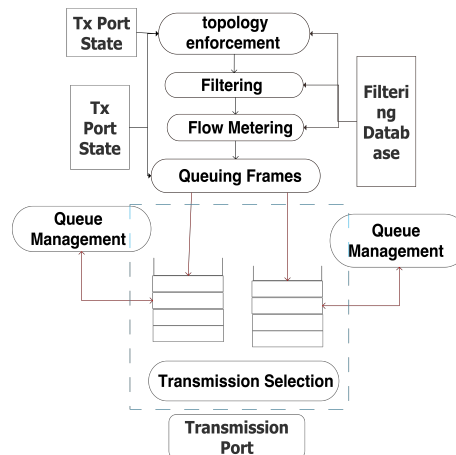 Tx Port
State
topology
enforcement
Filtering
Tx
Port
State
Flow Metering
Filteri
ng
Datab
ase
Queuing Frames
Queue
Management
Queue
Management
Transmission Selection
Transmission
Port